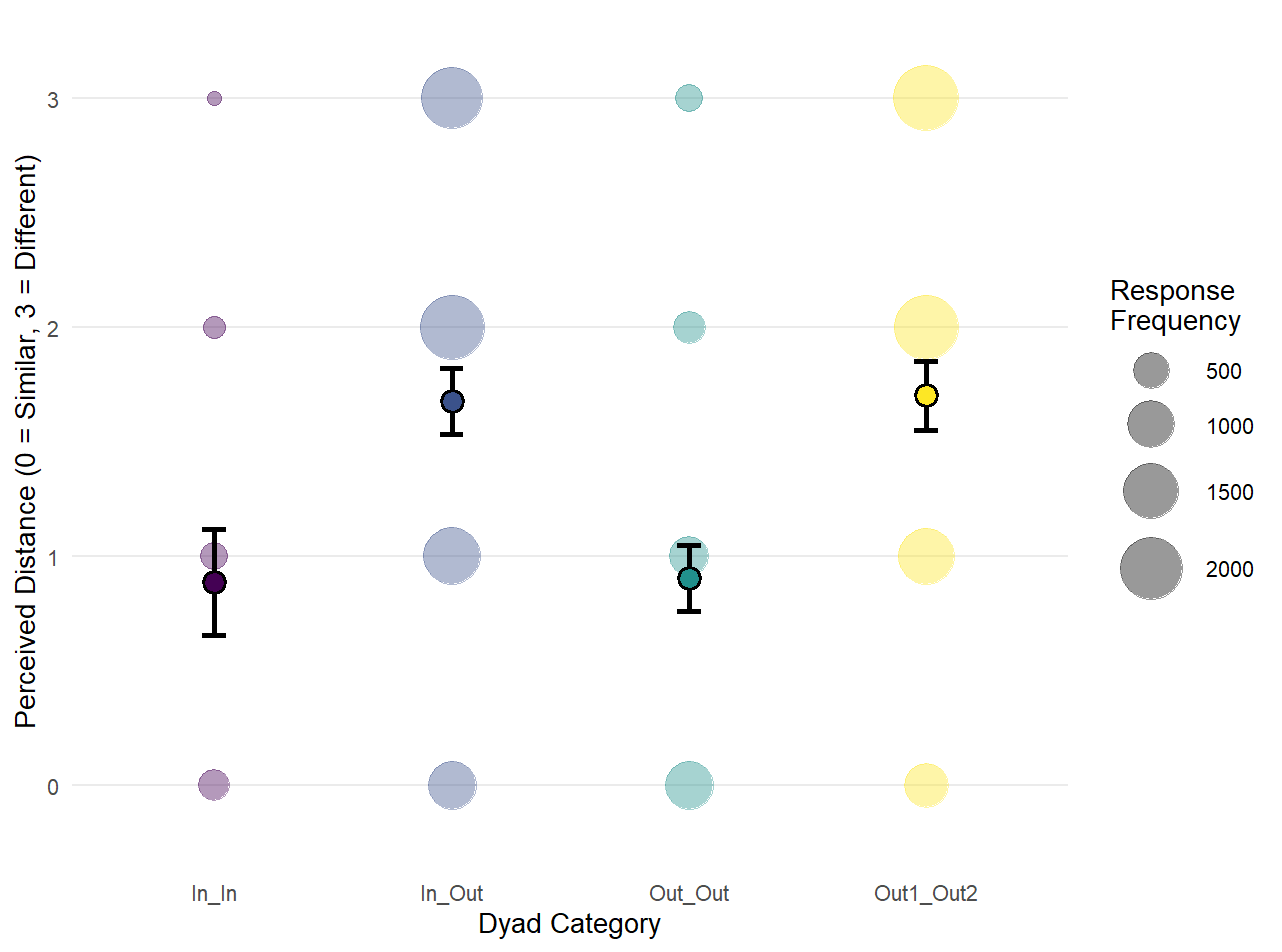 Perceived Distance (0 = Similar, 3 = Different)
3
2
1
0
In_In
In_Out
Out_Out
Out1_Out2
Dyad Category
Response
Frequency
500
1000
1500
2000